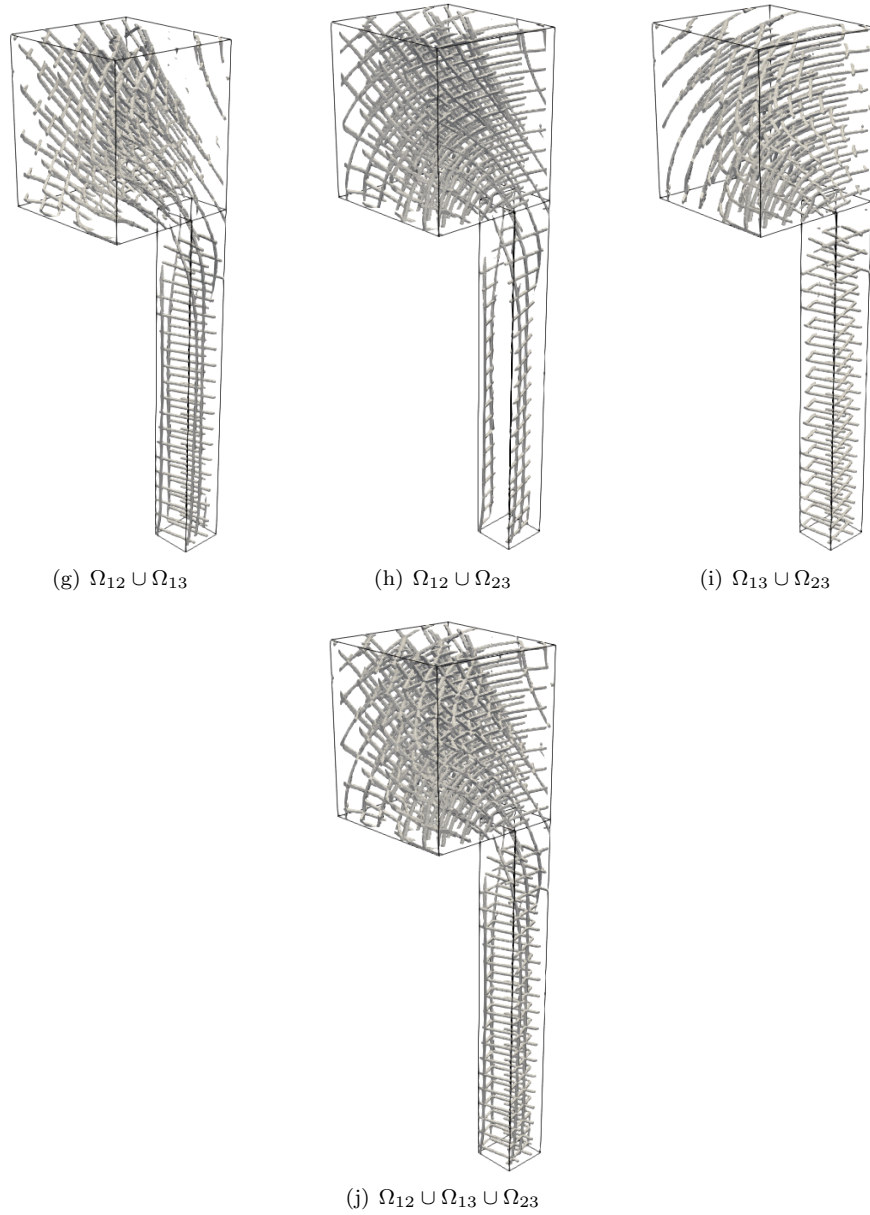 (g) Ω₁₂ ∪ Ω₁₃
(h) Ω₁₂ ∪ Ω₂₃
(i) Ω₁₃ ∪ Ω₂₃
(j) Ω₁₂ ∪ Ω₁₃ ∪ Ω₂₃